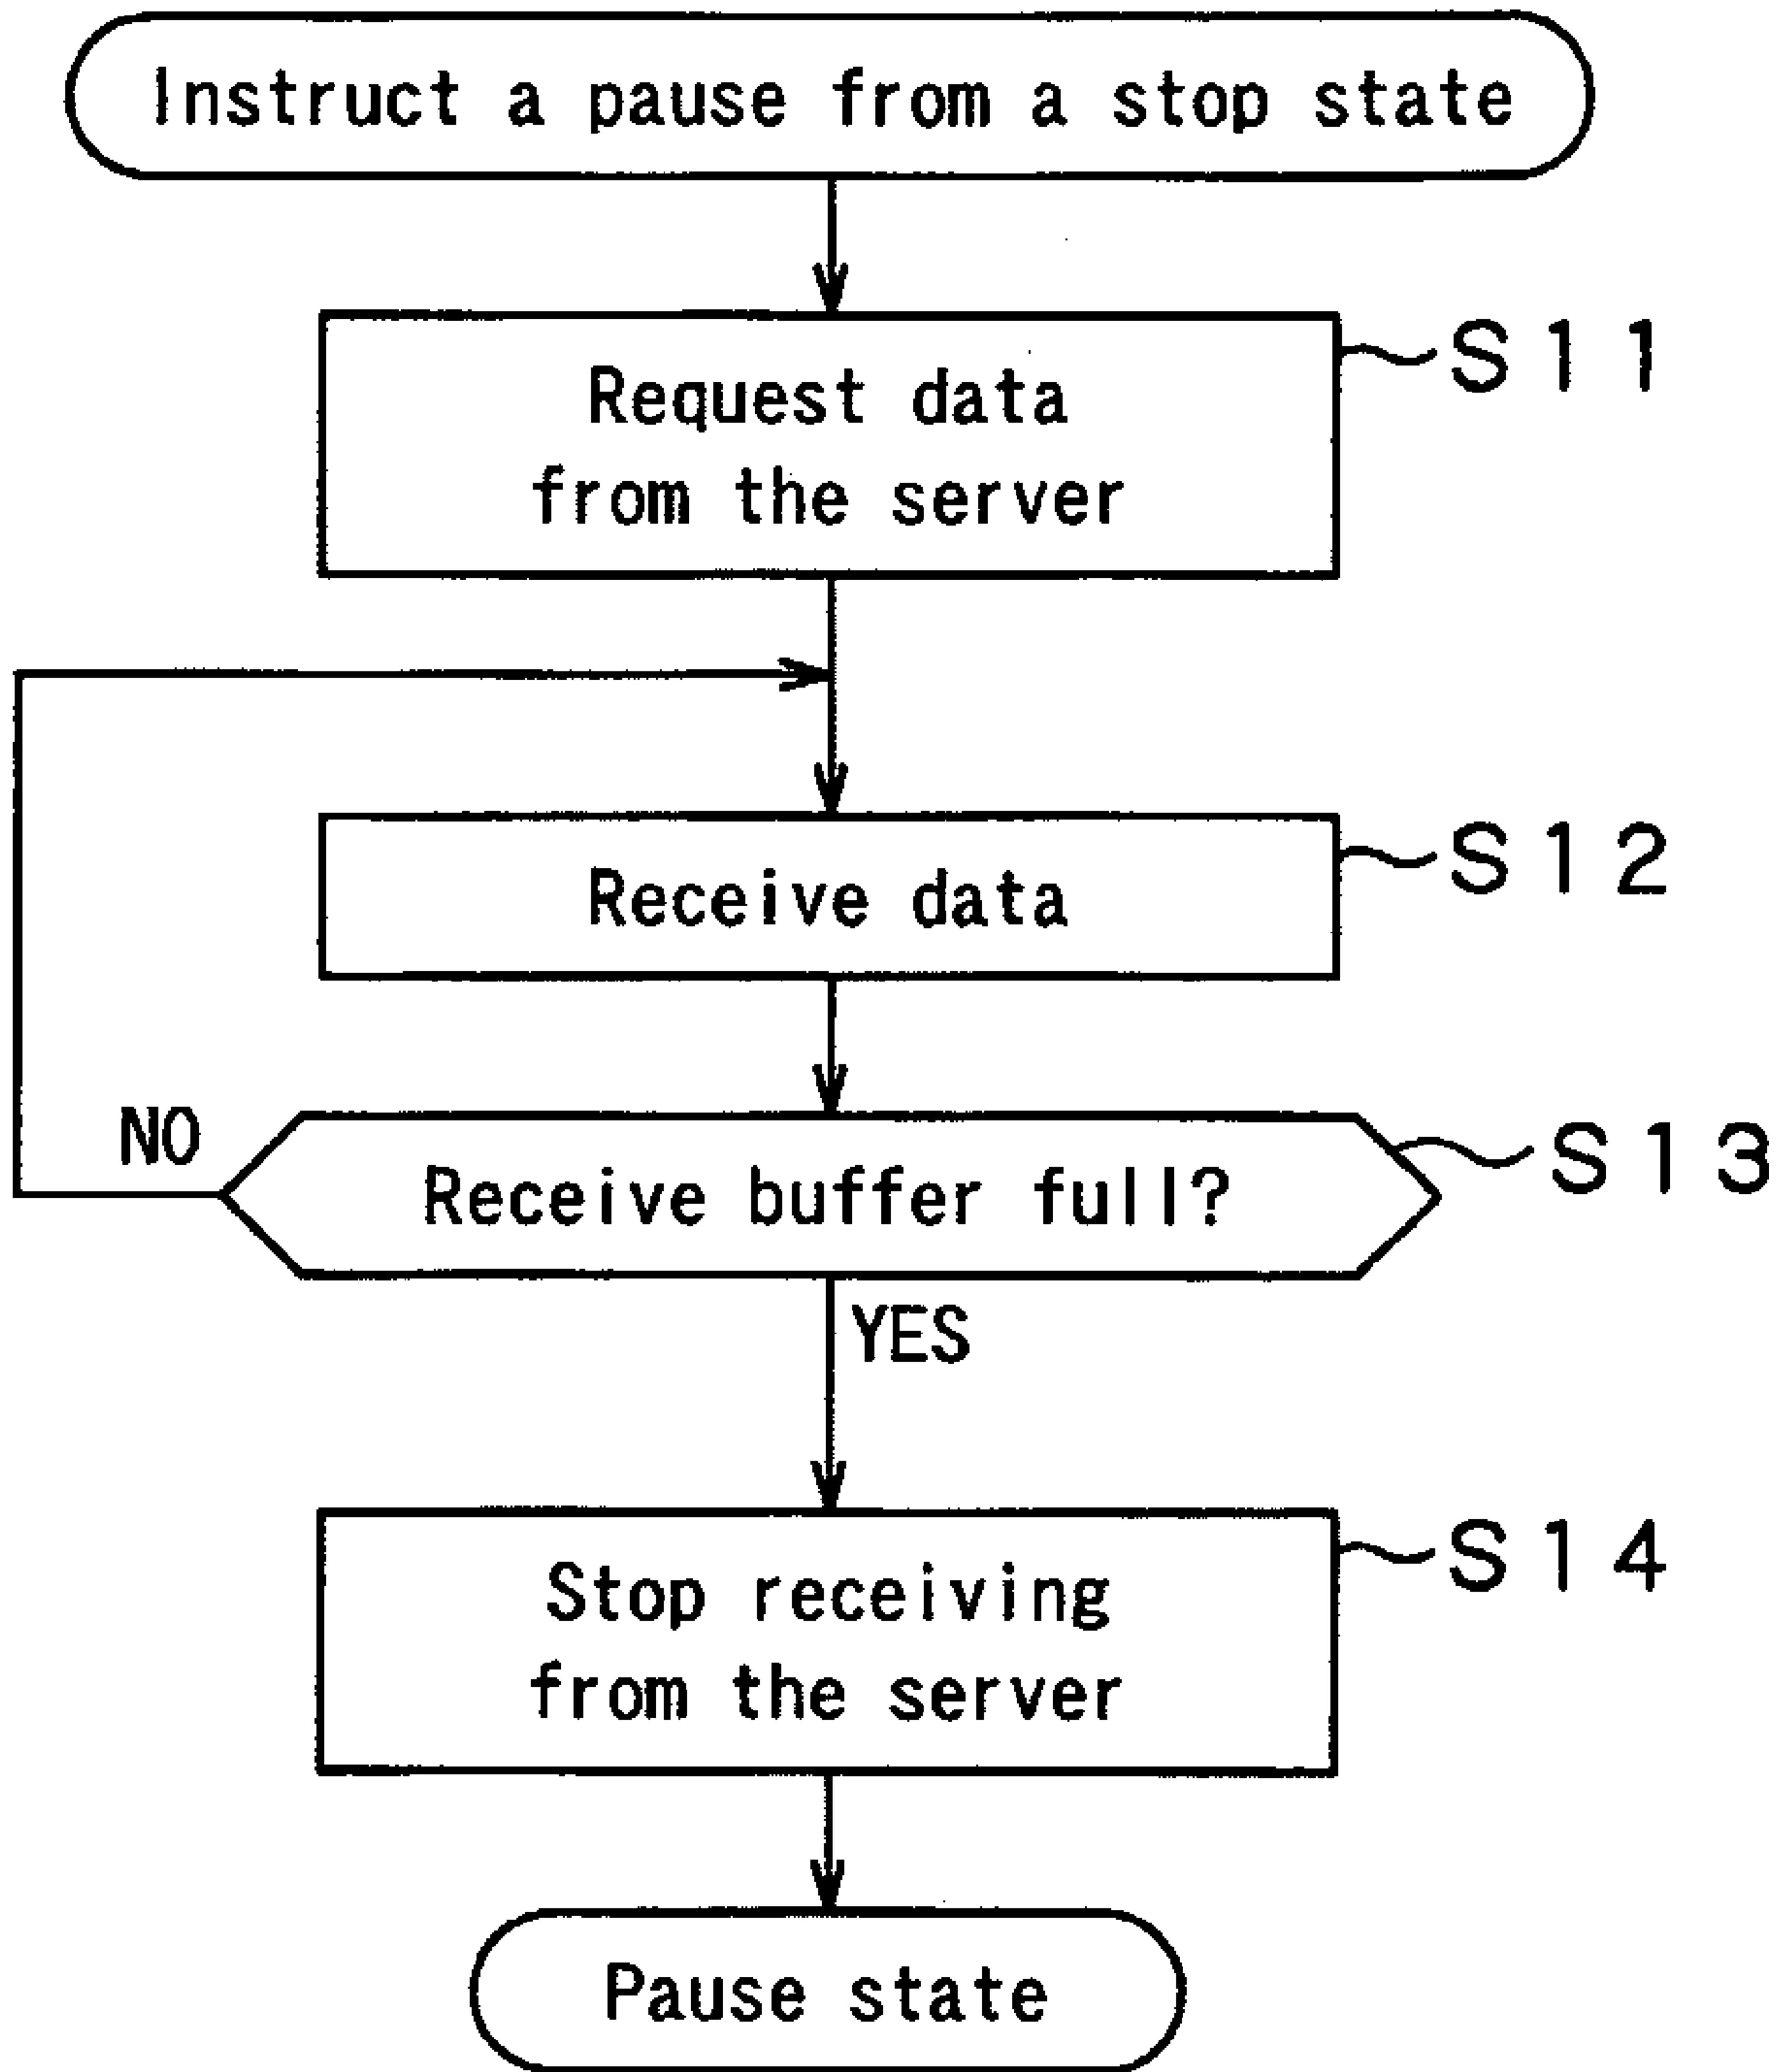 Instruct a pause from a stop state
Request data
from the server
S11
Receive data
S12
NO
Receive buffer full?
S13
YES
Stop receiving
from the server
S14
Pause state